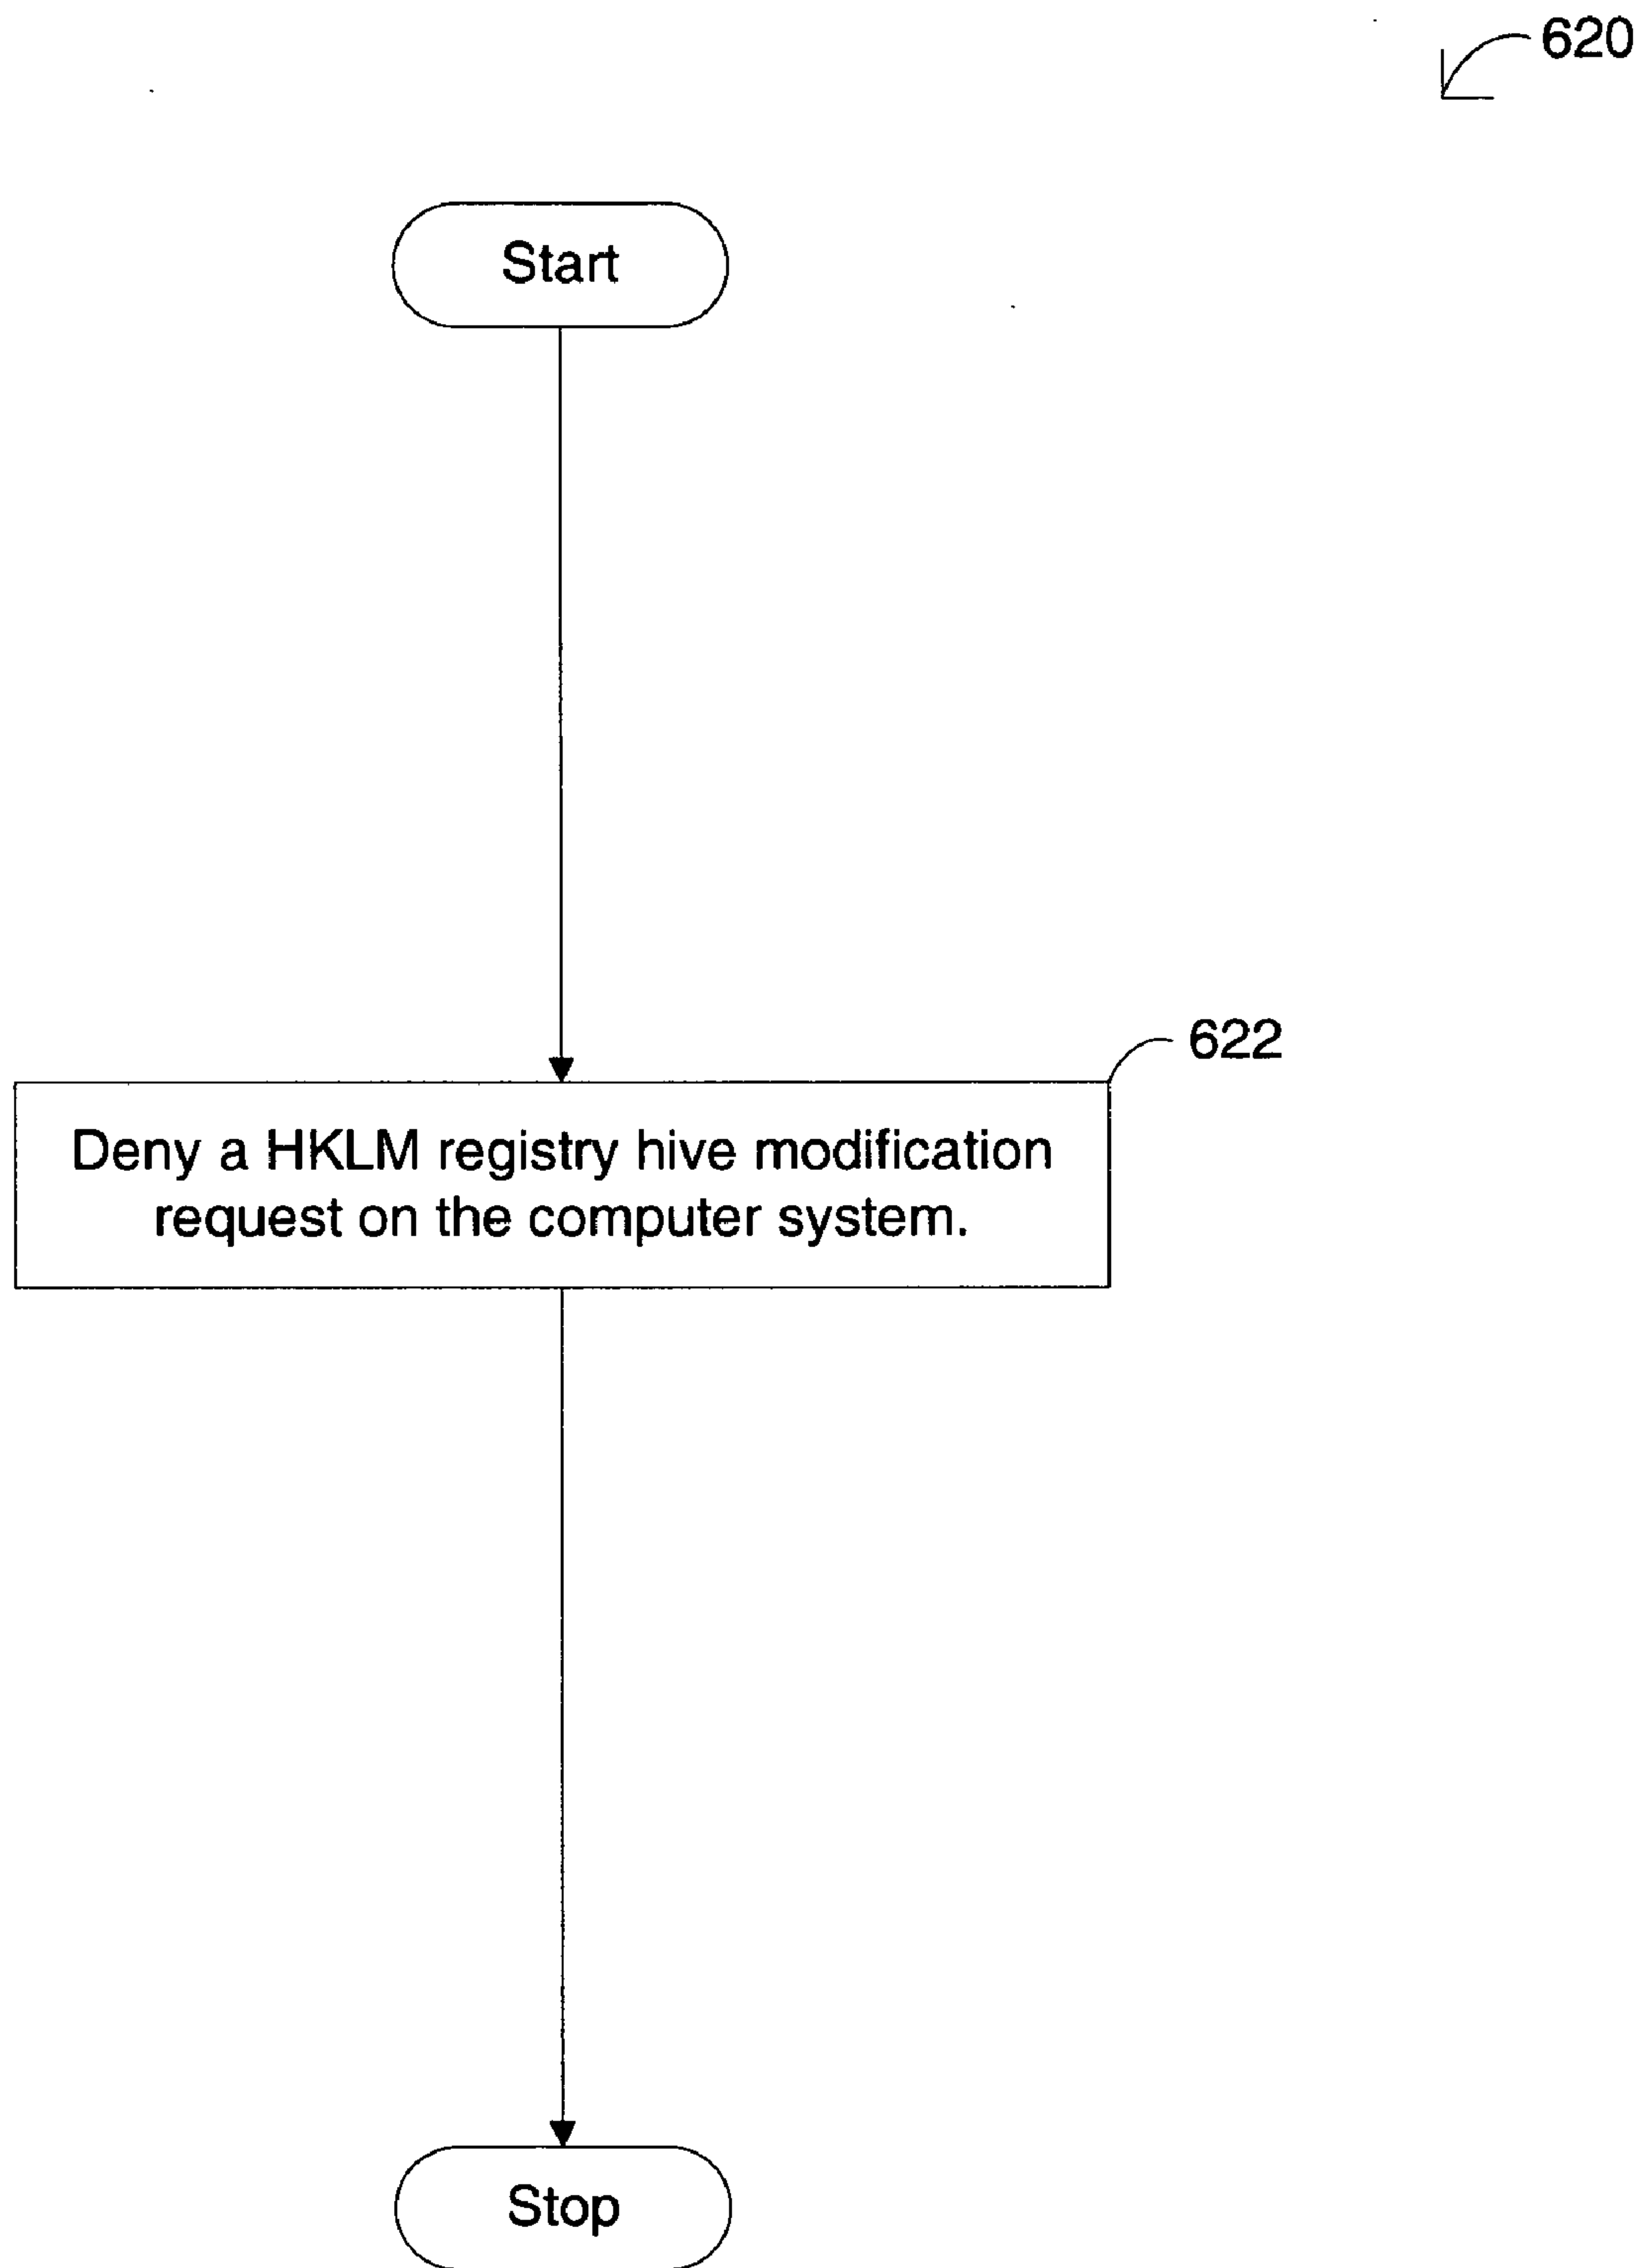 620
Start
622
Deny a HKLM registry hive modification
request on the computer system.
Stop